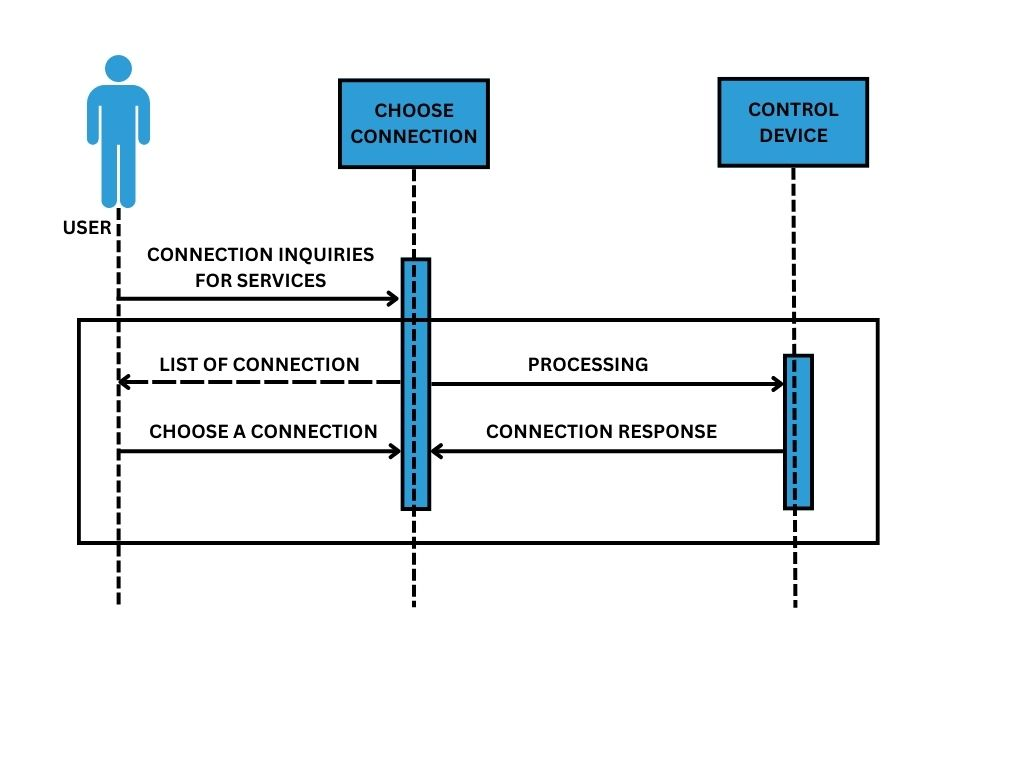 CHOOSE
CONNECTION
CONTROL
DEVICE
USER
CONNECTION INQUIRIES
FOR SERVICES
LIST OF CONNECTION
PROCESSING
CHOOSE A CONNECTION
CONNECTION RESPONSE